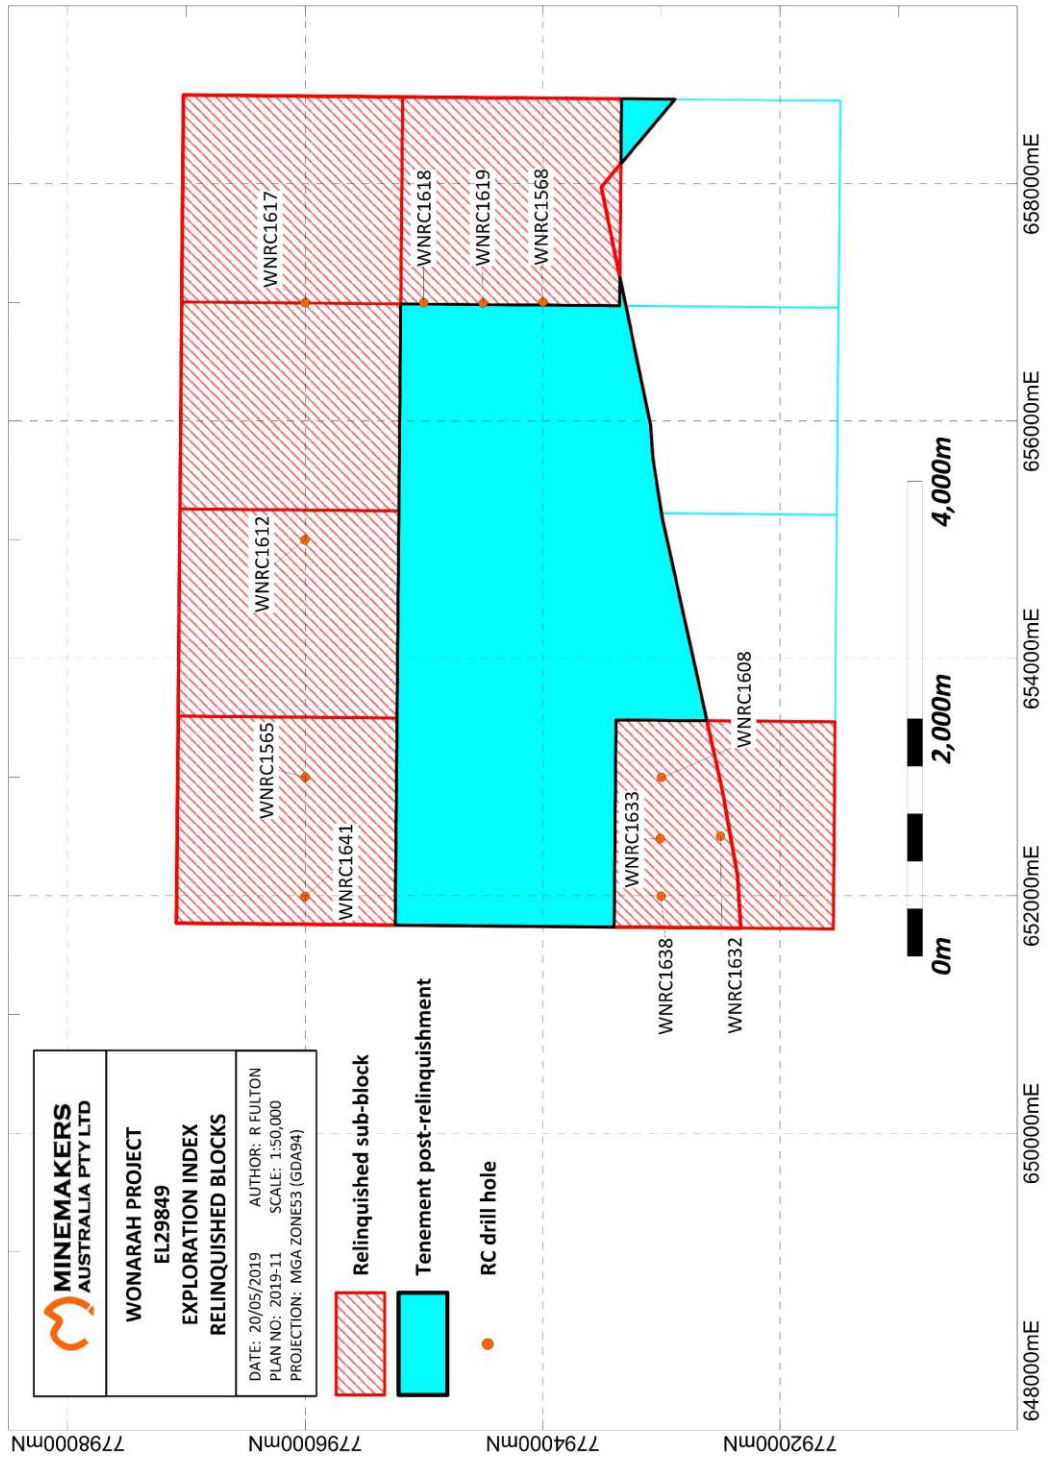 MINEMAKERS
AUSTRALIA PTY LTD
WONARAH PROJECT
EL29849
EXPLORATION INDEX
RELINQUISHED BLOCKS
DATE: 20/05/2019 AUTHOR: R FULTON
PLAN NO: 2019-11 SCALE: 1:50,000
PROJECTION: MGA ZONE53 (GDA94)
Relinquished sub-block
Tenement post-relinquishment
RC drill hole
7798000mN
7796000mN
7794000mN
7792000mN
WNRC1617
WNRC1612
WNRC1565
WNRC1641
WNRC1618
WNRC1619
WNRC1568
WNRC1633
WNRC1608
WNRC1638
WNRC1632
0m
2,000m
4,000m
648000mE
650000mE
652000mE
654000mE
656000mE
658000mE